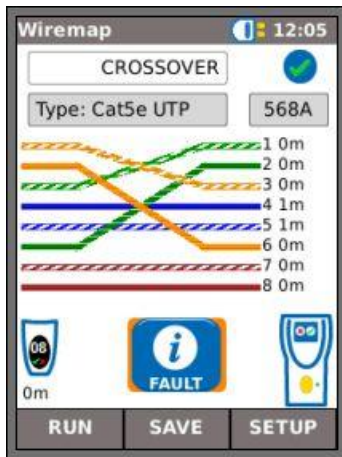 Wiremap 12:05
CROSSOVER
Type: Cat5e UTP 568A
1 0m
2 0m
3 0m
4 1m
5 1m
6 0m
7 0m
8 0m
08
i
0m
FAULT
RUN SAVE SETUP